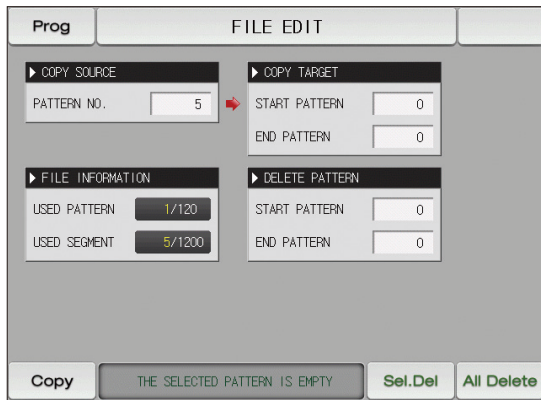 Prog
FILE EDIT
COPY SOURCE
PATTERN NO. 5
COPY TARGET
START PATTERN 0
END PATTERN 0
FILE INFORMATION
USED PATTERN 1/120
USED SEGMENT 5/1200
DELETE PATTERN
START PATTERN 0
END PATTERN 0
Copy
THE SELECTED PATTERN IS EMPTY
Sel.Del
All Delete